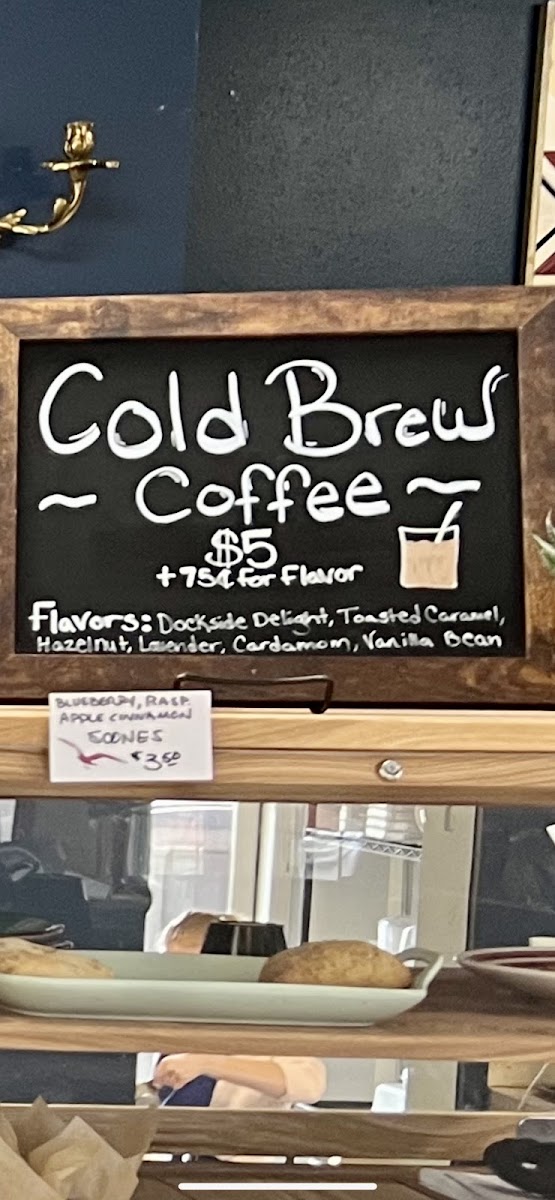 Cold Brew
~ Coffee ~
$5
+75¢ for Flavor
Flavors: Dockside Delight, Toasted Caramel,
Hazelnut, Lavender, Cardamom, Vanilla Bean
BLUEBERRY, RASP.
APPLE CINNAMON
SCONES
$3.50